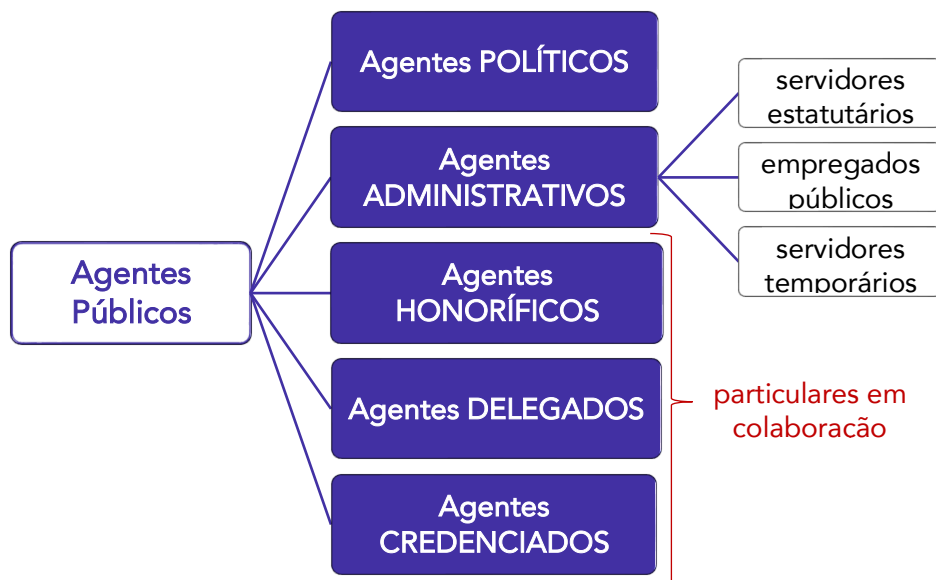 Agentes POLÍTICOS
servidores
estatutários
Agentes
ADMINISTRATIVOS
empregados
públicos
servidores
temporários
Agentes
Públicos
Agentes
HONORÍFICOS
Agentes DELEGADOS
particulares em
colaboracão
Agentes
CREDENCIADOS